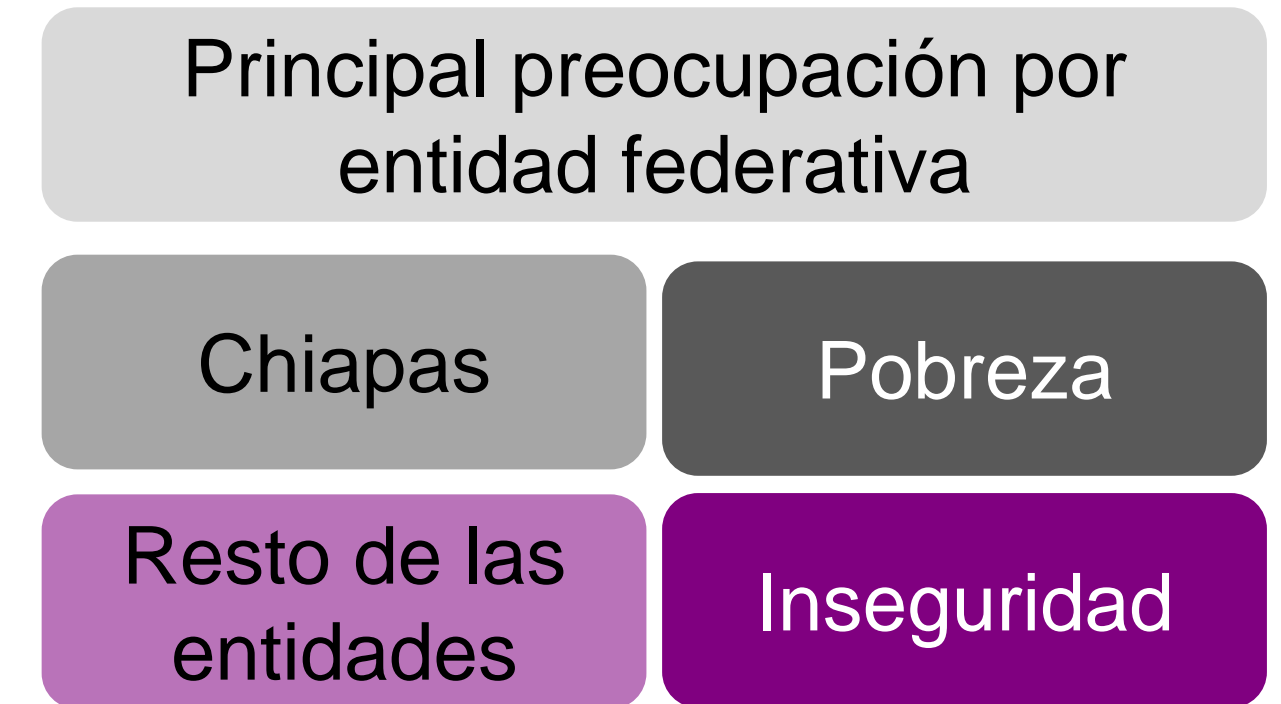 Principal preocupación por
entidad federativa
Chiapas
Pobreza
Resto de las
entidades
Inseguridad